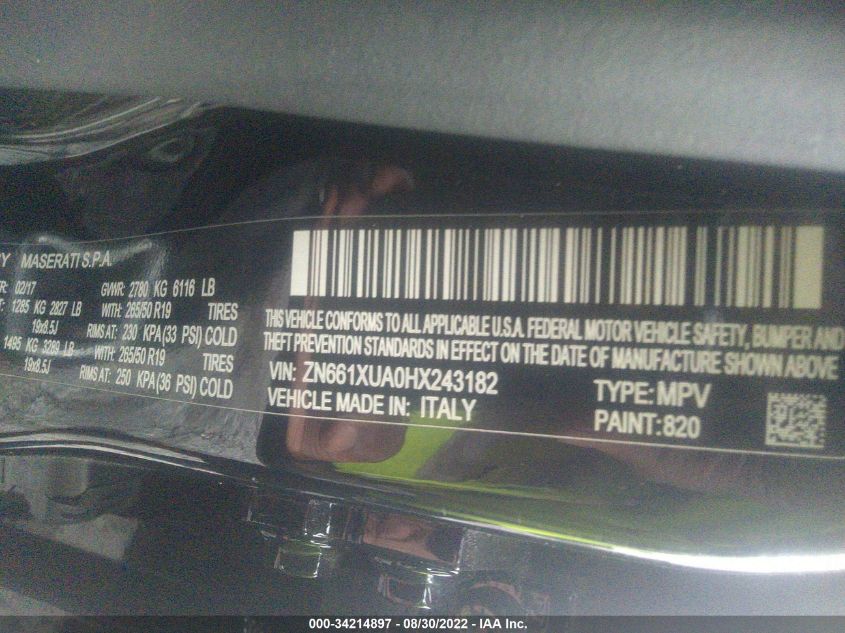 RY MASERATI S.P.A.
R: 02/17 GVWR: 2780 KG 6116 LB
T: 1285 KG 2827 LB WITH: 265/50 R19 TIRES
19x8.5J RIMS AT: 230 KPA (33 PSI) COLD
1495 KG 3289 LB WITH: 265/50 R19 TIRES
19x8.5J RIMS AT: 250 KPA (36 PSI) COLD
THIS VEHICLE CONFORMS TO ALL APPLICABLE U.S.A. FEDERAL MOTOR VEHICLE SAFETY, BUMPER AND
THEFT PREVENTION STANDARDS IN EFFECT ON THE DATE OF MANUFACTURE SHOWN ABOVE
VIN: ZN661XUA0HX243182 TYPE: MPV
VEHICLE MADE IN: ITALY PAINT: 820
000-34214897 - 08/30/2022 - IAA Inc.